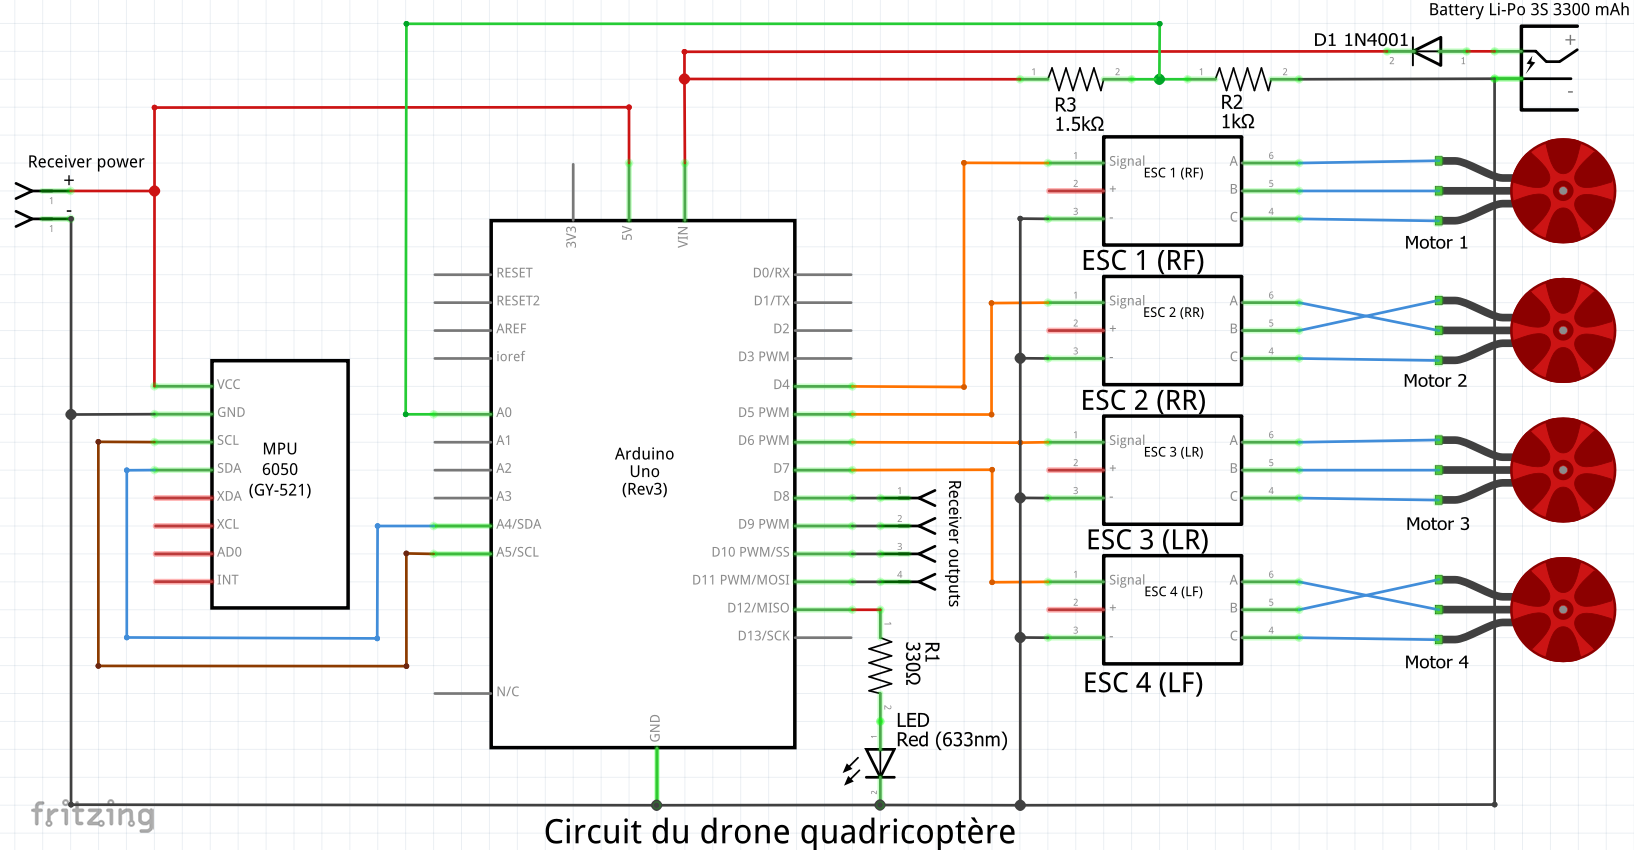 Battery Li-Po 3S 3300 mAh
D1 1N4001
2
1
+
-
1
2
1
2
R3
1.5kΩ
R2
1kΩ
Receiver power
+
1
-
1
3V3
5V
VIN
RESET
RESET2
AREF
ioref
A0
A1
A2
A3
A4/SDA
A5/SCL
N/C
GND
D0/RX
D1/TX
D2
D3 PWM
D4
D5 PWM
D6 PWM
D7
D8
D9 PWM
D10 PWM/SS
D11 PWM/MOSI
D12/MISO
D13/SCK
Arduino
Uno
(Rev3)
VCC
GND
SCL
SDA
XDA
XCL
AD0
INT
MPU
6050
(GY-521)
1
2
3
4
Receiver outputs
1
R1
330Ω
2
1
LED
Red (633nm)
2
1
Signal
2
+
3
-
ESC 1 (RF)
A
6
B
5
C
4
ESC 1 (RF)
Motor 1
1
Signal
2
+
3
-
ESC 2 (RR)
A
6
B
5
C
4
ESC 2 (RR)
Motor 2
1
Signal
2
+
3
-
ESC 3 (LR)
A
6
B
5
C
4
ESC 3 (LR)
Motor 3
1
Signal
2
+
3
-
ESC 4 (LF)
A
6
B
5
C
4
ESC 4 (LF)
Motor 4
fritzing
Circuit du drone quadricoptère